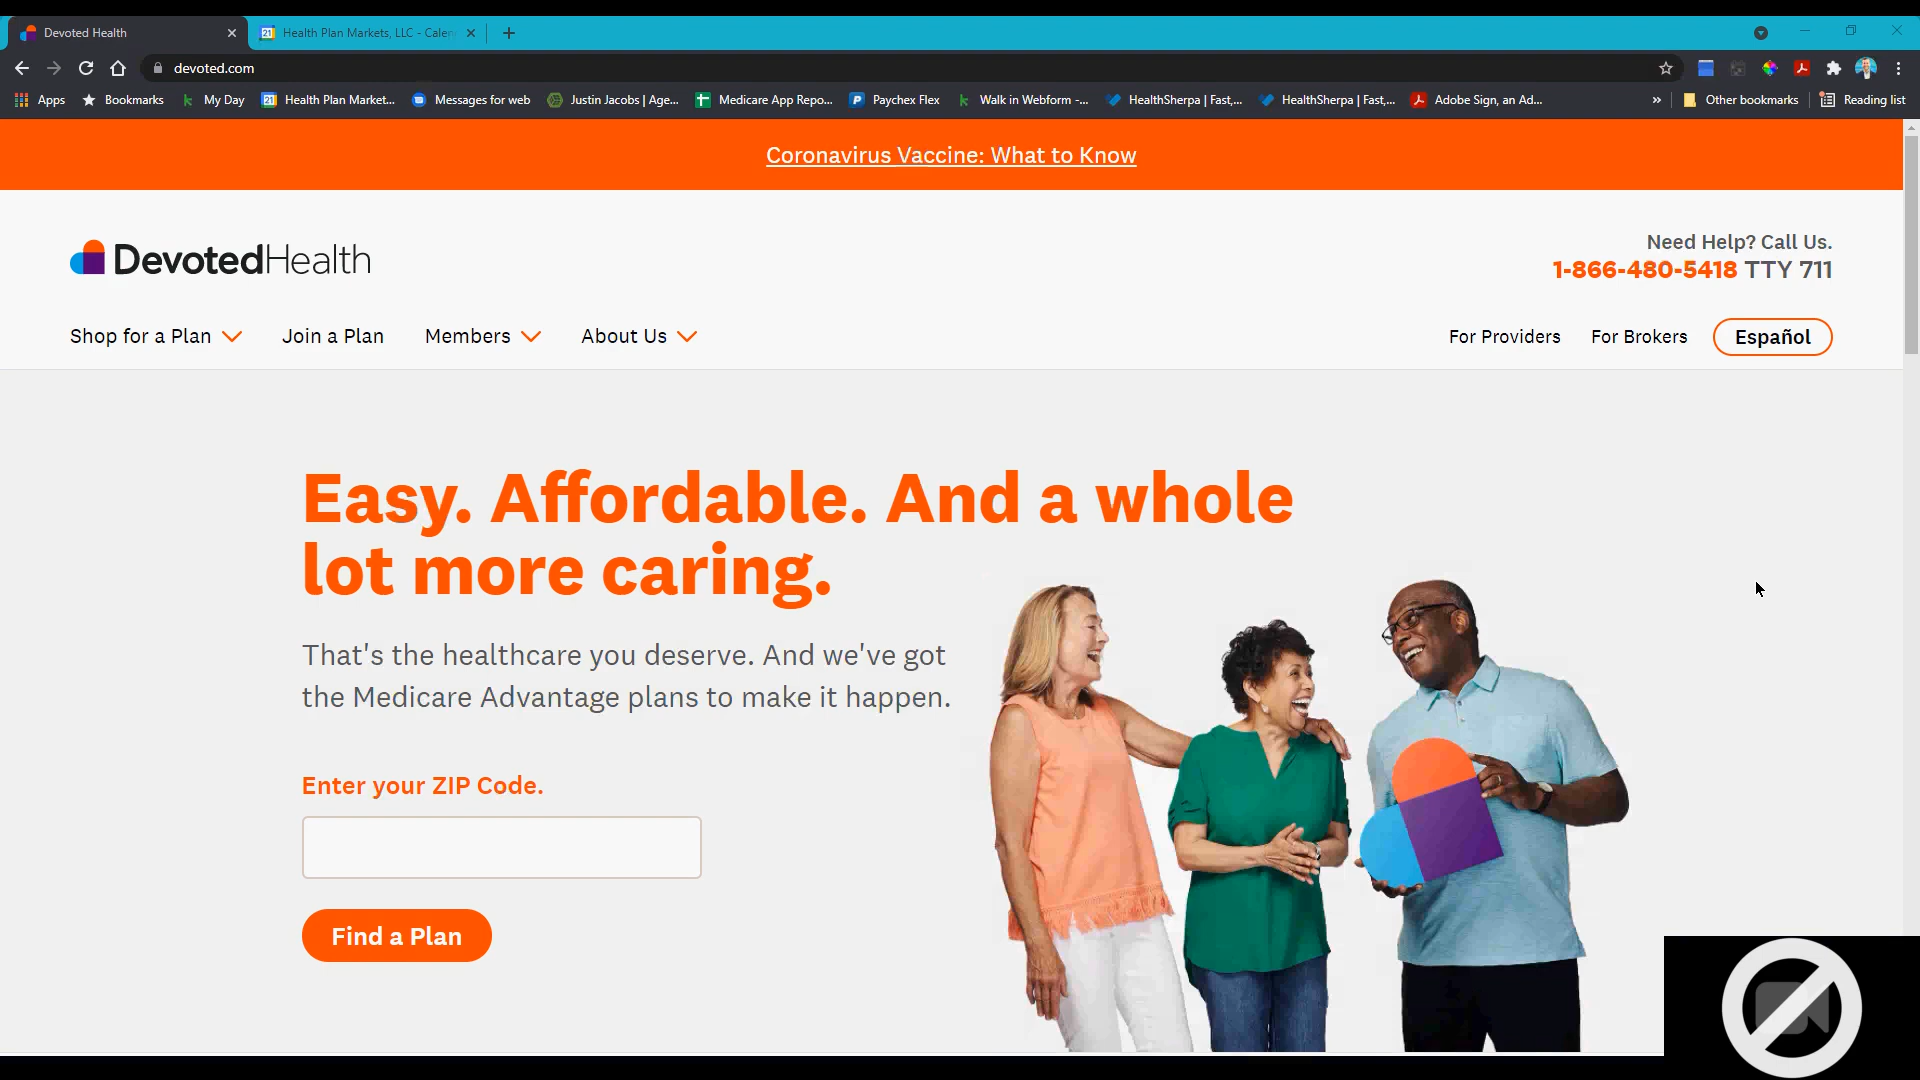 Devoted Health
Health Plan Markets, LLC - Calen
devoted.com
Apps
Bookmarks
My Day
21
Health Plan Market...
Messages for web
Justin Jacobs | Age...
Medicare App Repo...
Paychex Flex
Walk in Webform -...
HealthSherpa | Fast,...
HealthSherpa | Fast,...
Adobe Sign, an Ad...
»
Other bookmarks
Reading list
Coronavirus Vaccine: What to Know
DevotedHealth
Need Help? Call Us.
1-866-480-5418 TTY 711
Shop for a Plan
Join a Plan
Members
About Us
For Providers
For Brokers
Español
Easy. Affordable. And a whole
lot more caring.
That's the healthcare you deserve. And we've got
the Medicare Advantage plans to make it happen.
Enter your ZIP Code.
Find a Plan